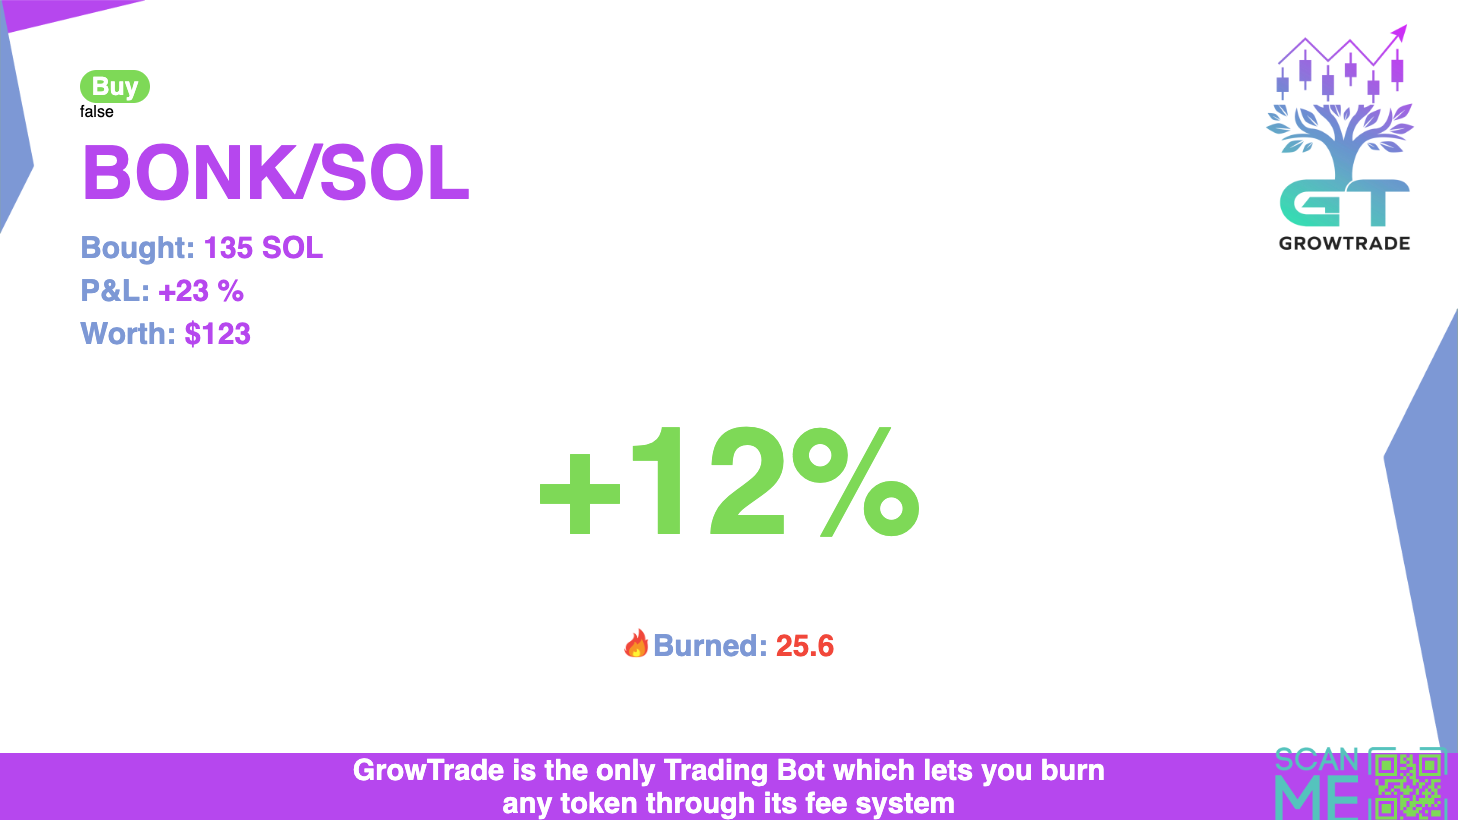 Buy
false
BONK/SOL
Bought: 135 SOL
P&L: +23 %
Worth: $123
GT
GROWTRADE
+12%
🔥Burned: 25.6
GrowTrade is the only Trading Bot which lets you burn
any token through its fee system
SCAN
ME